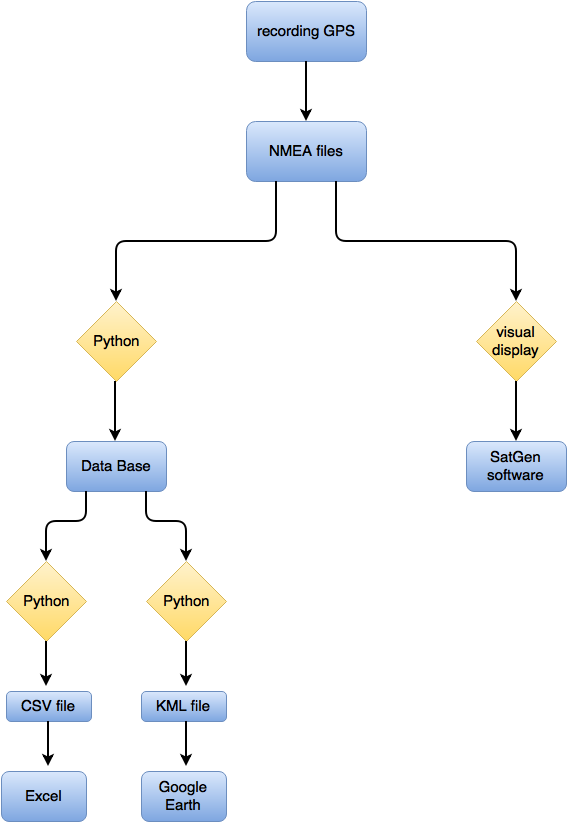 recording GPS
NMEA files
Python
visual
display
Data Base
SatGen
software
Python
Python
CSV file
KML file
Excel
Google
Earth